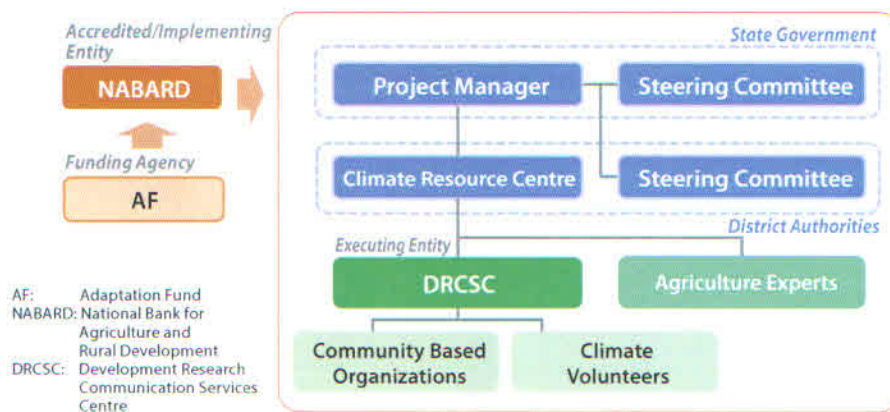 Accredited/Implementing
Entity
NABARD
Funding Agency
AF
State Government
Project Manager
Steering Committee
Climate Resource Centre
Steering Committee
District Authorities
Executing Entity
DRCSC
Agriculture Experts
Community Based
Organizations
Climate
Volunteers
AF: Adaptation Fund
NABARD: National Bank for
Agriculture and
Rural Development
DRCSC: Development Research
Communication Services
Centre